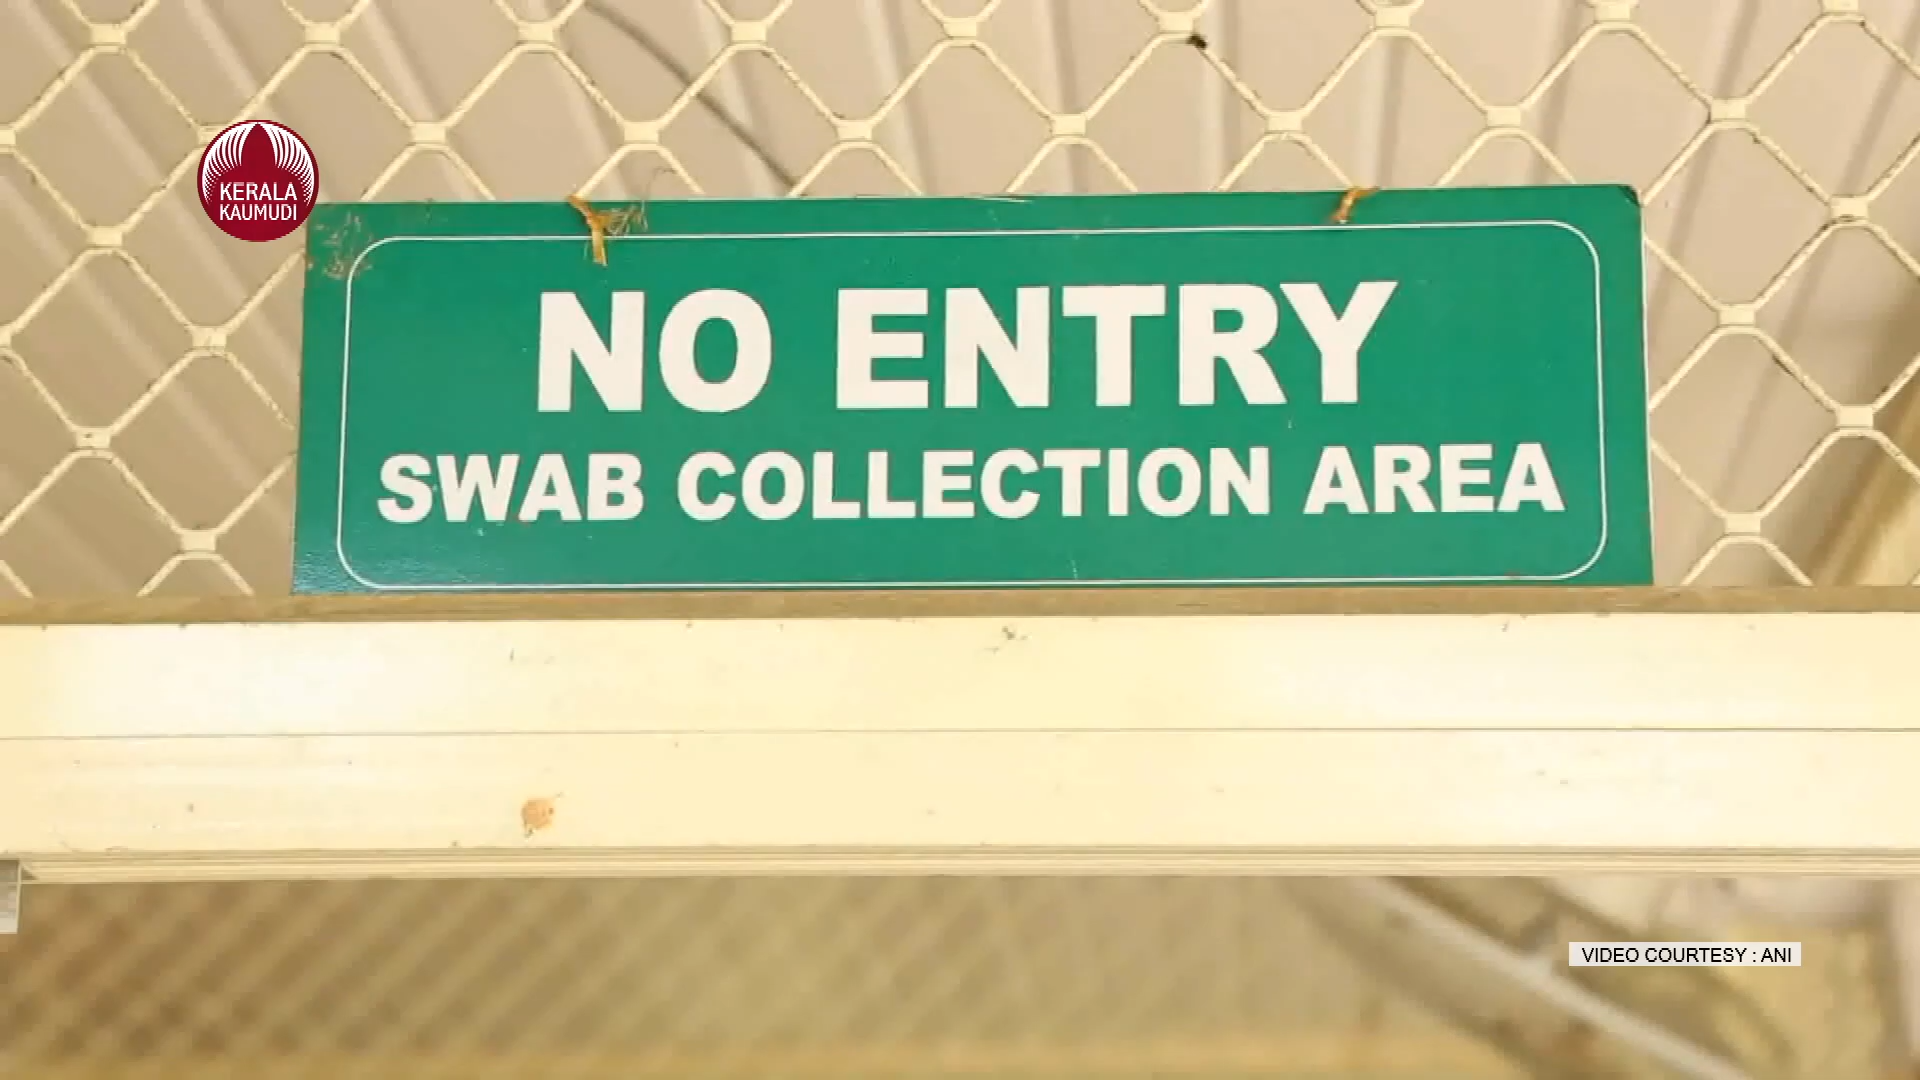 KERALA
KAUMUDI
NO ENTRY
SWAB COLLECTION AREA
VIDEO COURTESY : ANI